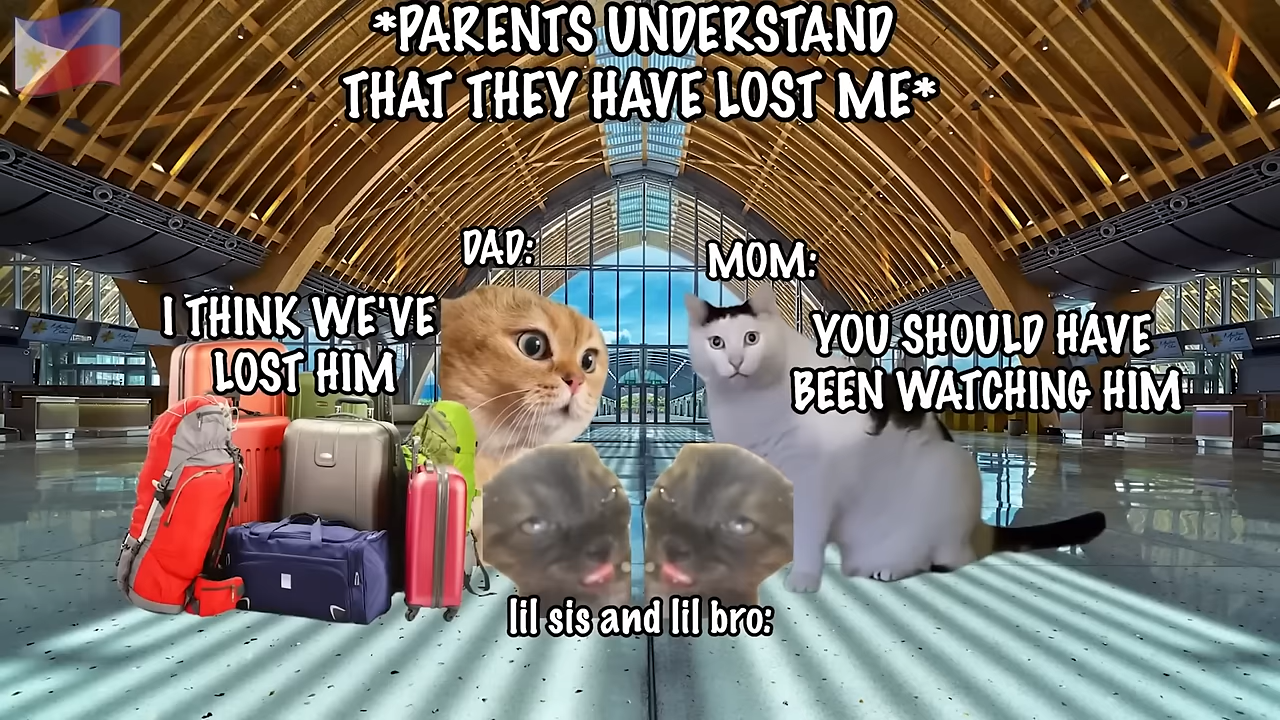 *PARENTS UNDERSTAND
THAT THEY HAVE LOST ME*
DAD:
I THINK WE'VE
LOST HIM
MOM:
YOU SHOULD HAVE
BEEN WATCHING HIM
lil sis and lil bro: